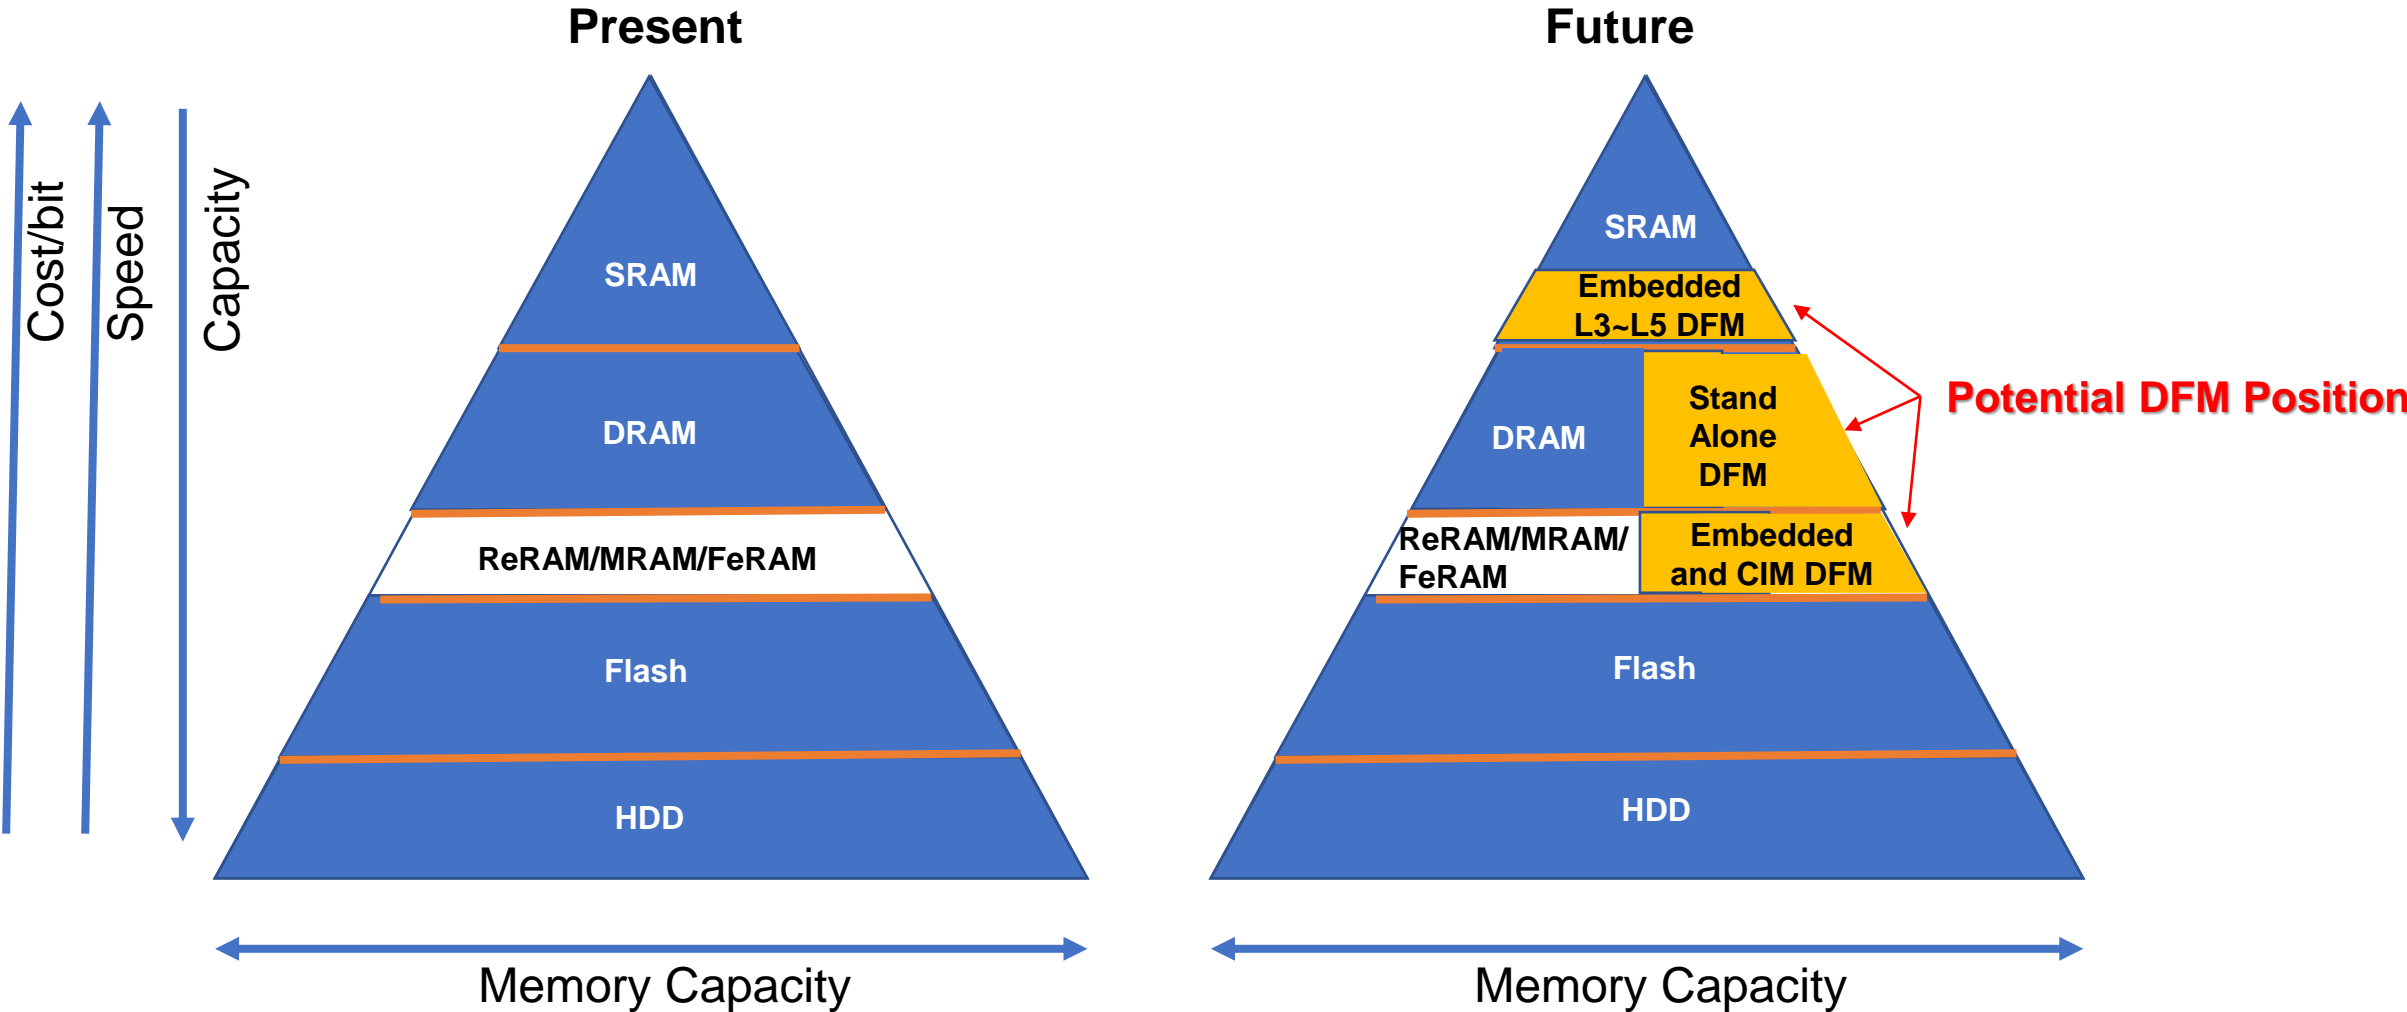 Present
Cost/bit
Speed
Capacity
SRAM
DRAM
ReRAM/MRAM/FeRAM
Flash
HDD
Memory Capacity
Future
SRAM
Embedded
L3~L5 DFM
DRAM
Stand
Alone
DFM
ReRAM/MRAM/
FeRAM
Embedded
and CIM DFM
Flash
HDD
Potential DFM Position
Memory Capacity